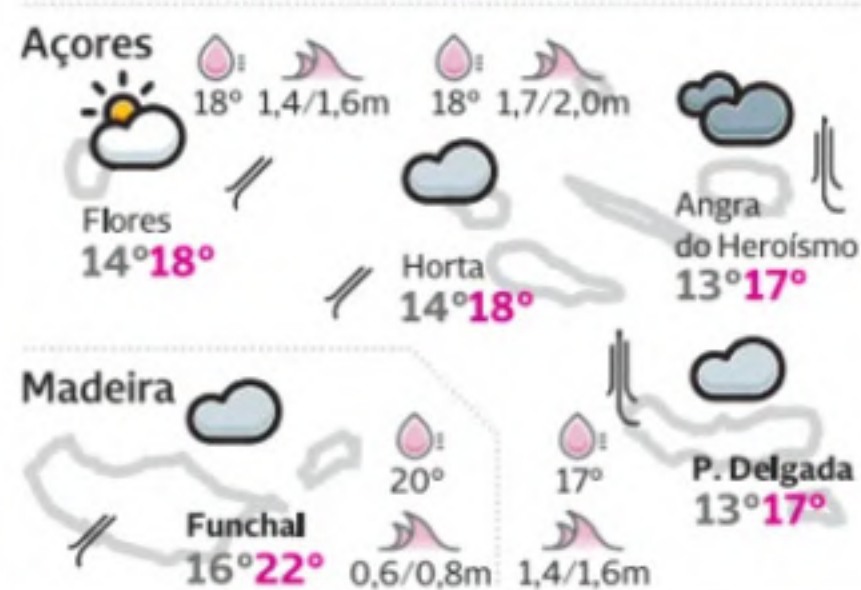 Açores
18° 1,4/1,6m
18° 1,7/2,0m
Flores
14°18°
Horta
14°18°
Angra
do Heroísmo
13°17°
Madeira
20°
17°
P. Delgada
13°17°
Funchal
16°22°
0,6/0,8m
1,4/1,6m